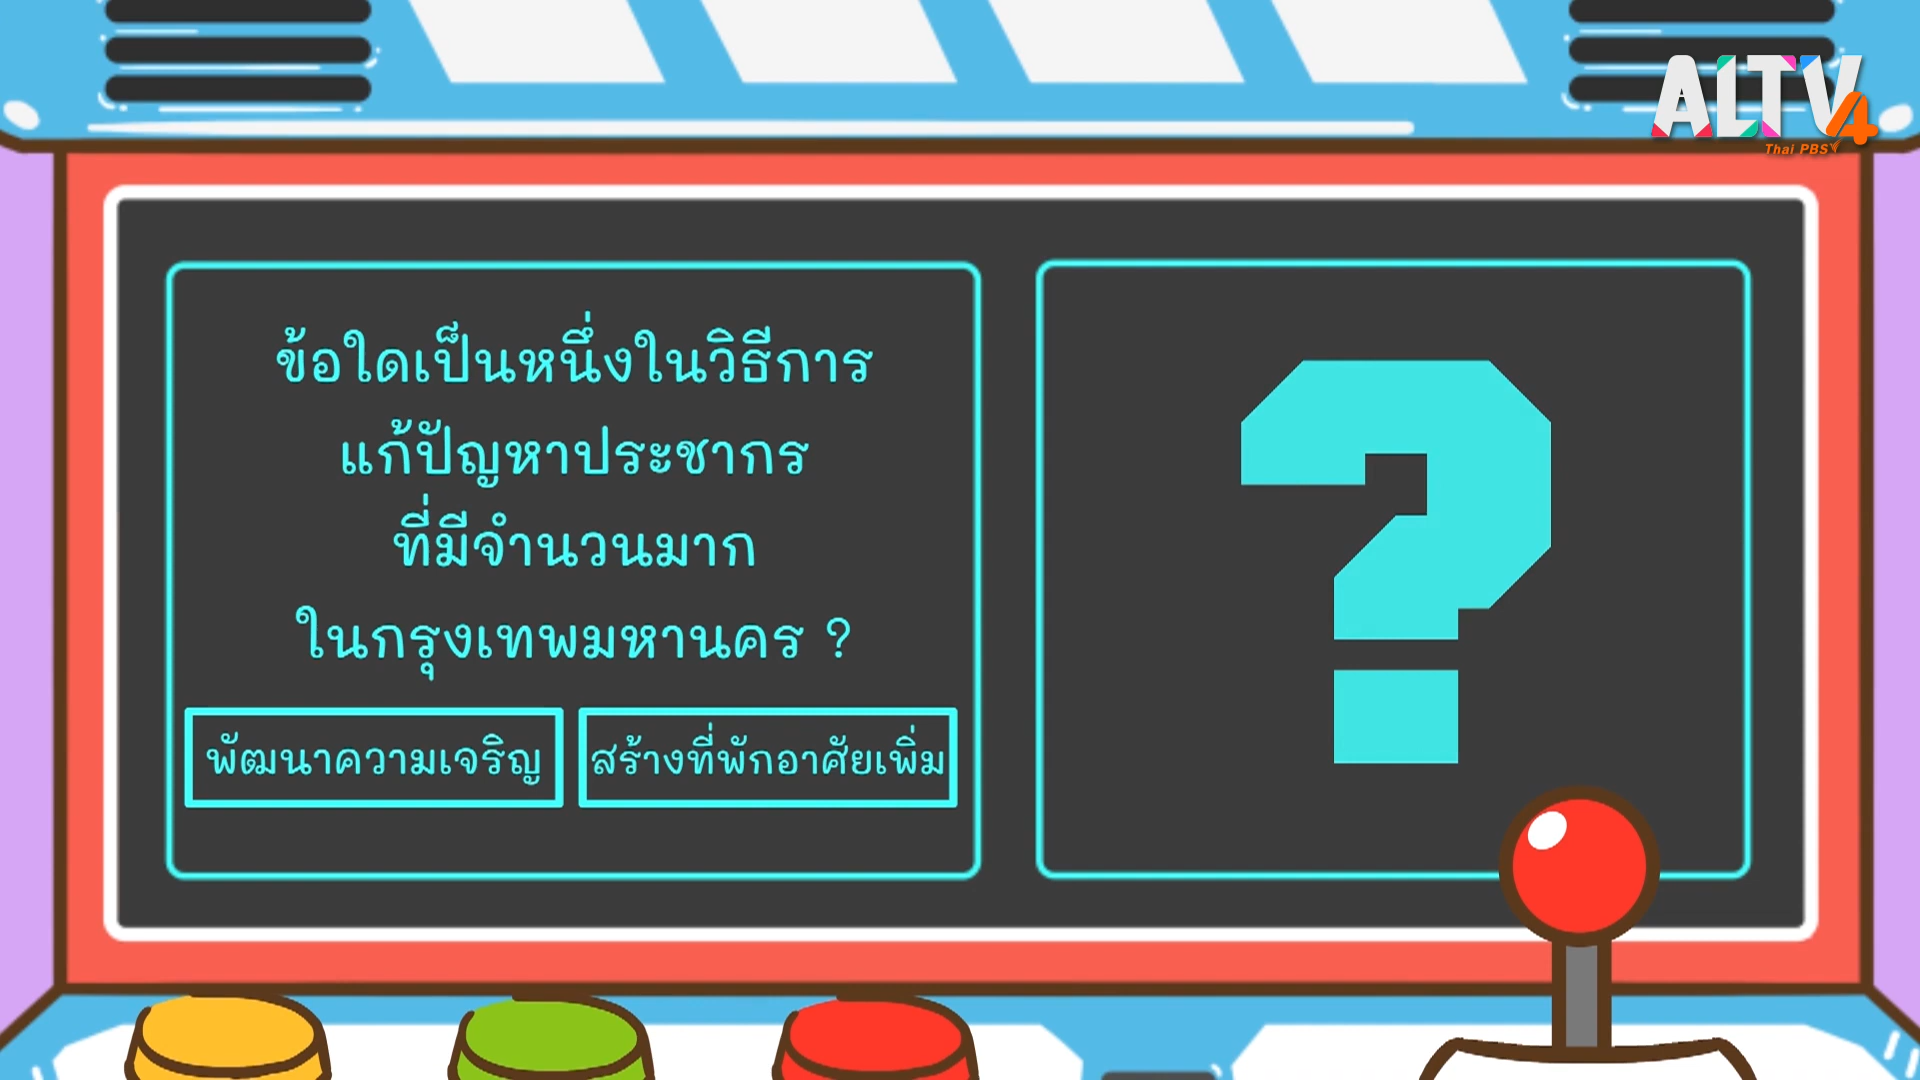 ALTV4
Thai PBS
ข้อใดเป็นหนึ่งในวิธีการ
แก้ปัญหาประชากร
ที่มีจำนวนมาก
ในกรุงเทพมหานคร ?
พัฒนาความเจริญ
สร้างที่พักอาศัยเพิ่ม
?